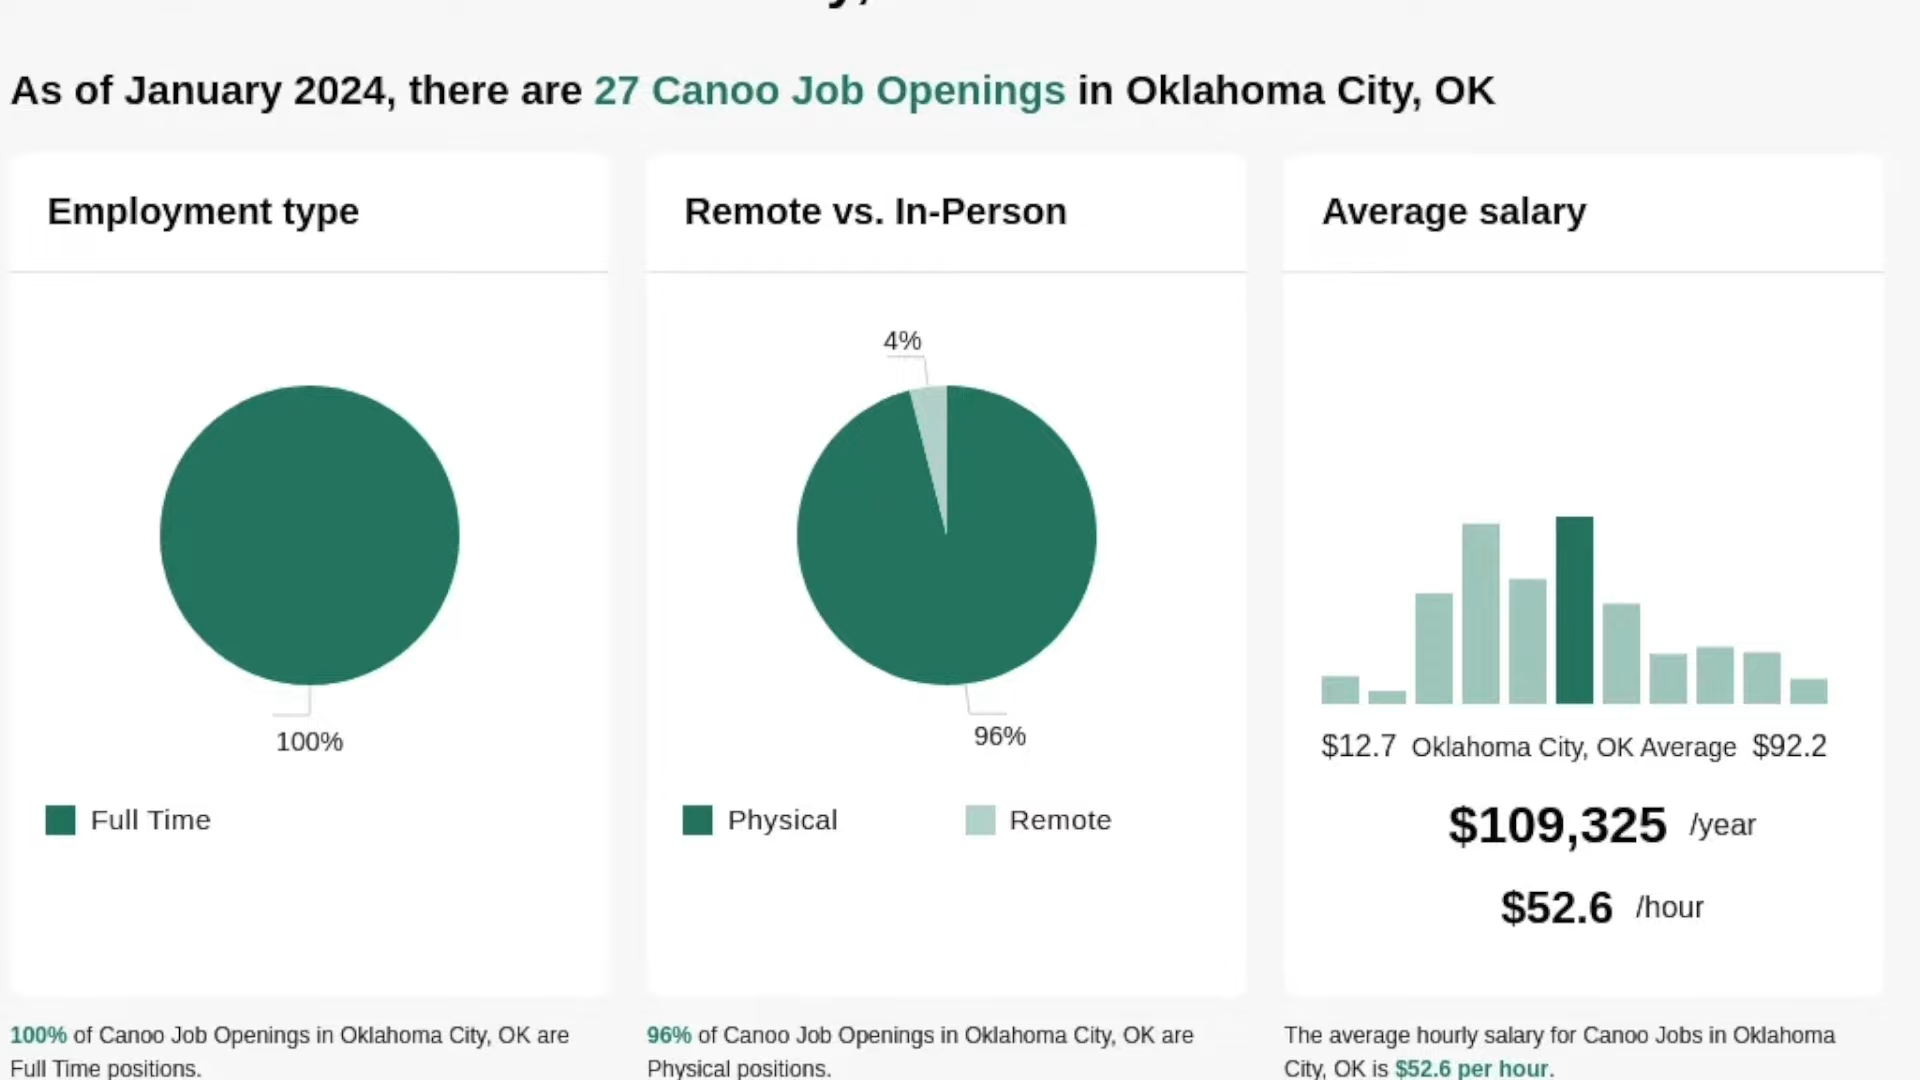 As of January 2024, there are 27 Canoo Job Openings in Oklahoma City, OK
Employment type
100%
Full Time
100% of Canoo Job Openings in Oklahoma City, OK are
Full Time positions.
Remote vs. In-Person
4%
96%
Physical
Remote
96% of Canoo Job Openings in Oklahoma City, OK are
Physical positions.
Average salary
$12.7 Oklahoma City, OK Average $92.2
$109,325 /year
$52.6 /hour
The average hourly salary for Canoo Jobs in Oklahoma
City, OK is $52.6 per hour.